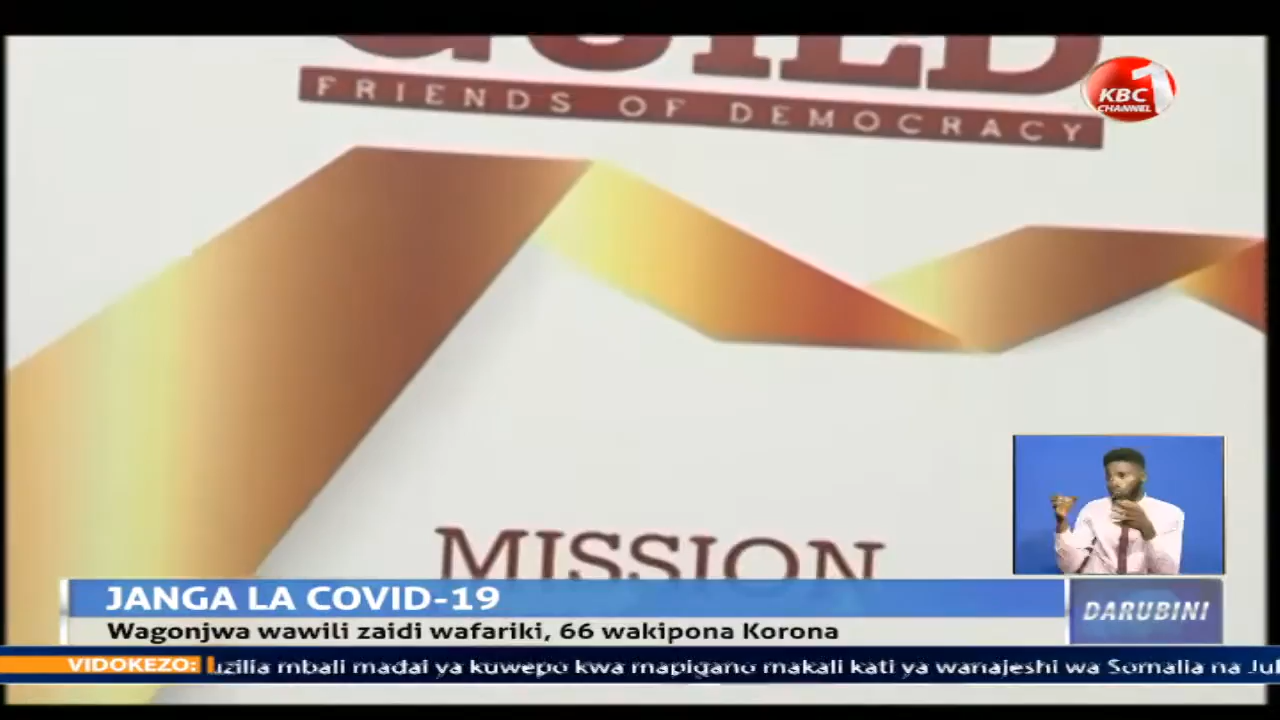 GUILD
FRIENDS OF DEMOCRACY
KBC 1
CHANNEL
MISSION
JANGA LA COVID-19
DARUBINI
Wagonjwa wawili zaidi wafariki, 66 wakipona Korona
VIDOKEZO: mbali madai ya kuwepo kwa mapigano makali kati ya wanajeshi wa Somalia na